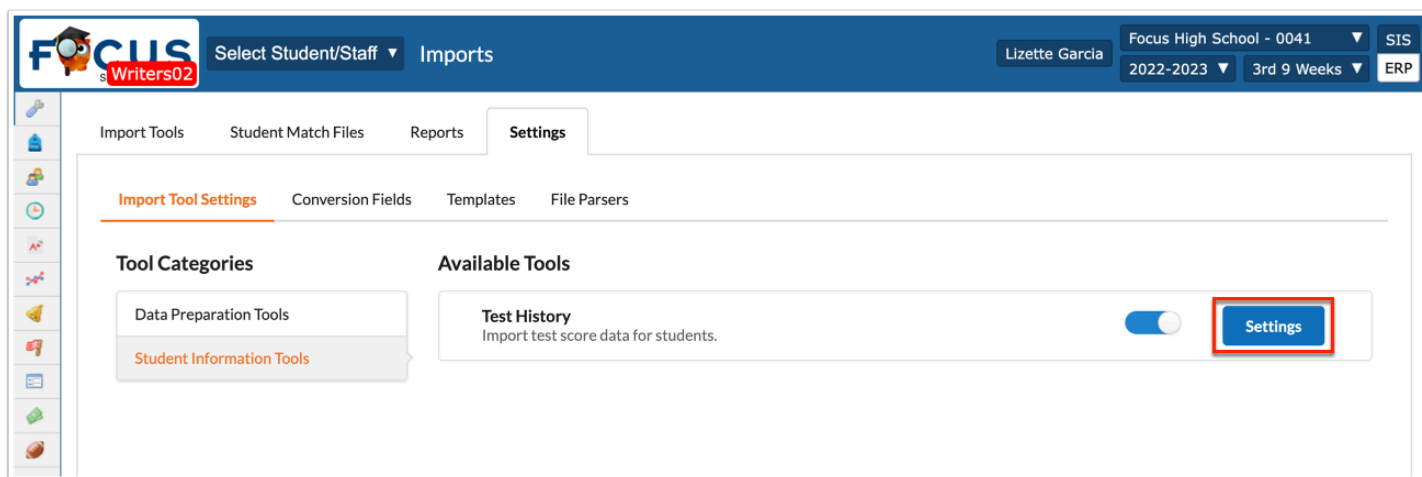 FOCUS
S
Writers02
Select Student/Staff ▼
Imports
Lizette Garcia
Focus High School - 0041 ▼
SIS
2022-2023 ▼
3rd 9 Weeks ▼
ERP
Import Tools
Student Match Files
Reports
Settings
Import Tool Settings
Conversion Fields
Templates
File Parsers
Tool Categories
Available Tools
Data Preparation Tools
Student Information Tools
Test History
Import test score data for students.
Settings
A+